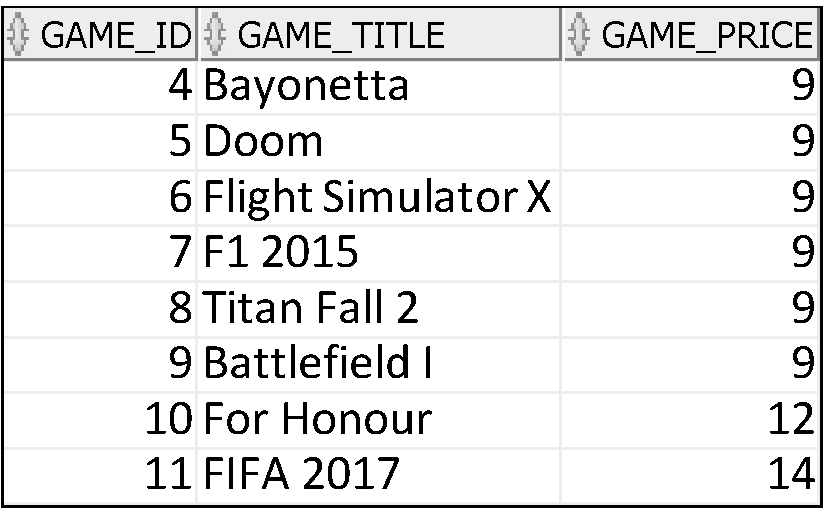 GAME_ID GAME_TITLE GAME_PRICE
4 Bayonetta 9
5 Doom 9
6 Flight Simulator X 9
7 F1 2015 9
8 Titan Fall 2 9
9 Battlefield I 9
10 For Honour 12
11 FIFA 2017 14